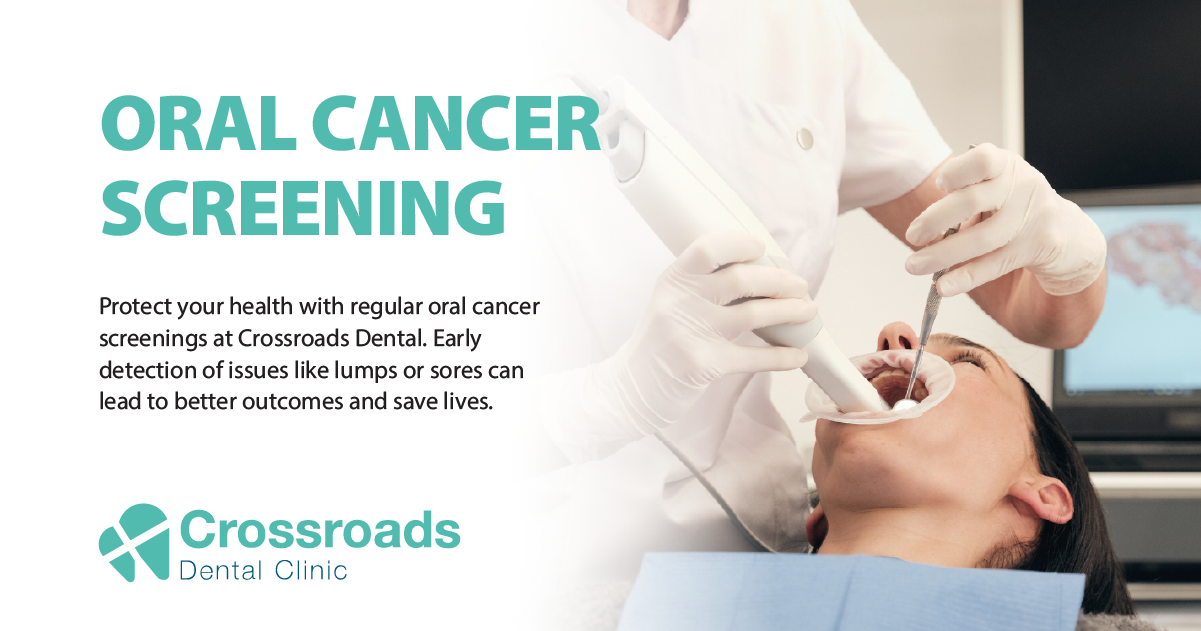 ORAL CANCER
SCREENING
Protect your health with regular oral cancer
screenings at Crossroads Dental. Early
detection of issues like lumps or sores can
lead to better outcomes and save lives.
Crossroads
Dental Clinic